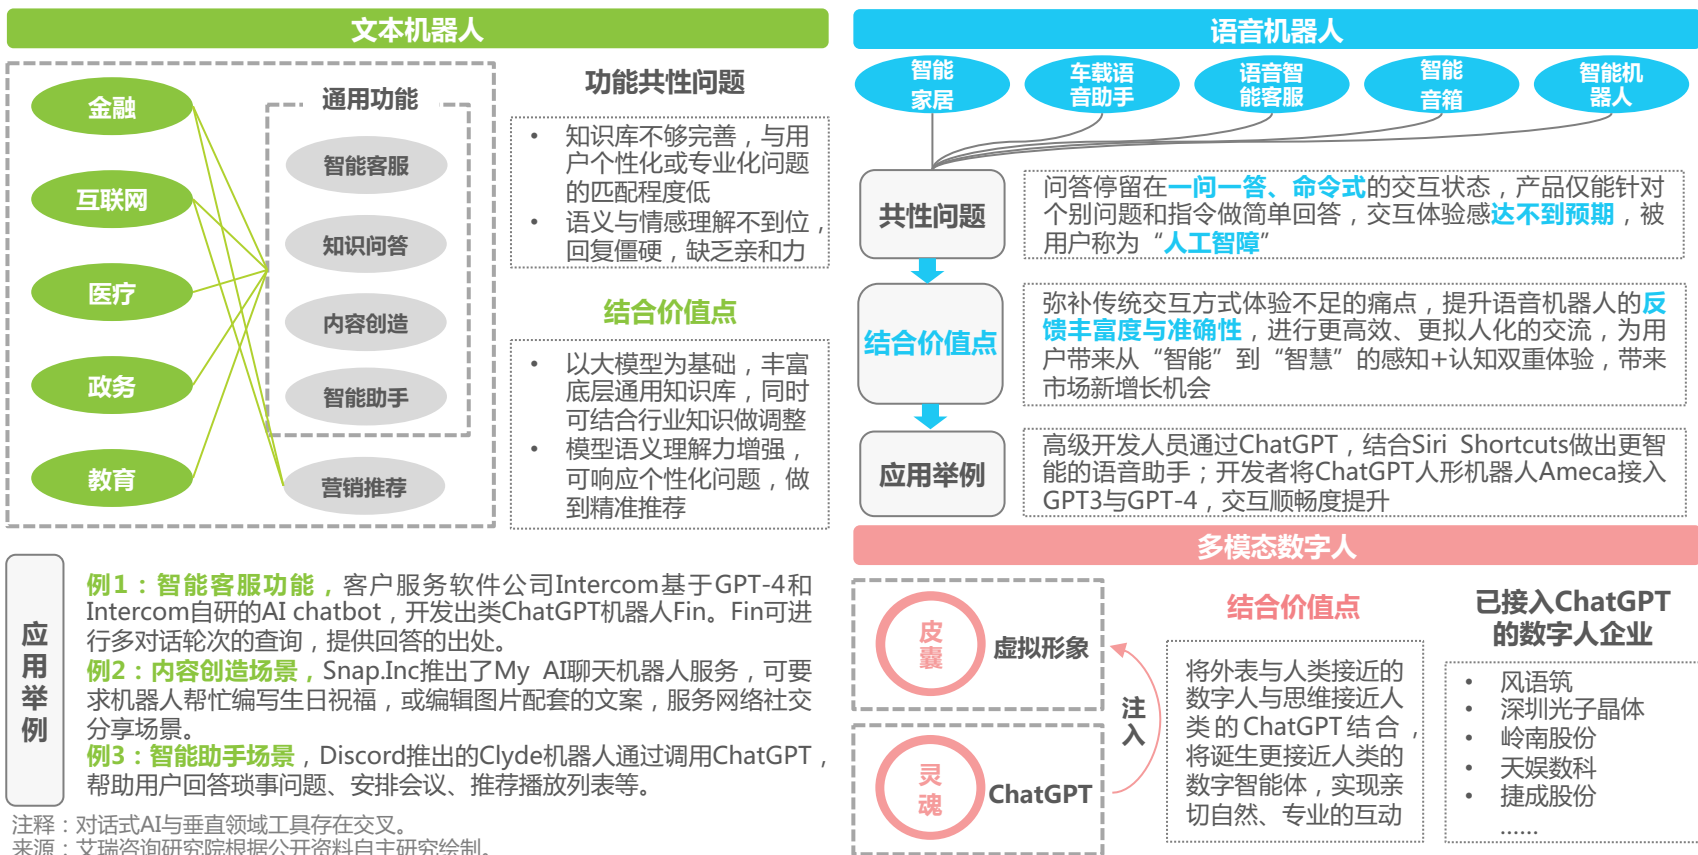 文本机器人
金融
互联网
医疗
政务
教育
通用功能
智能客服
知识问答
内容创造
智能助手
营销推荐
功能共性问题
• 知识库不够完善，与用
户个性化或专业化问题
的匹配程度低
• 语义与情感理解不到位，
回复僵硬，缺乏亲和力
结合价值点
• 以大模型为基础，丰富
底层通用知识库，同时
可结合行业知识做调整
• 模型语义理解力增强，
可响应个性化问题，做
到精准推荐
应
用
举
例
例1：智能客服功能，客户服务软件公司Intercom基于GPT-4和
Intercom自研的AI chatbot，开发出类ChatGPT机器人Fin。Fin可进
行多对话轮次的查询，提供回答的出处。
例2：内容创造场景，Snap.Inc推出了My AI聊天机器人服务，可要
求机器人帮忙编写生日祝福，或编辑图片配套的文案，服务网络社交
分享场景。
例3：智能助手场景，Discord推出的Clyde机器人通过调用ChatGPT，
帮助用户回答琐事问题、安排会议、推荐播放列表等。
注释：对话式AI与垂直领域工具存在交叉。
来源：艾瑞咨询研究院根据公开资料自主研究绘制。
语音机器人
智能
家居
车载语
音助手
语音智
能客服
智能
音箱
智能机
器人
共性问题
问答停留在一问一答、命令式的交互状态，产品仅能针对
个别问题和指令做简单回答，交互体验感达不到预期，被
用户称为“人工智障”
结合价值点
弥补传统交互方式体验不足的痛点，提升语音机器人的反
馈丰富度与准确性，进行更高效、更拟人化的交流，为用
户带来从“智能”到“智慧”的感知+认知双重体验，带来
市场新增长机会
应用举例
高级开发人员通过ChatGPT，结合Siri Shortcuts做出更智
能的语音助手；开发者将ChatGPT人形机器人Ameca接入
GPT3与GPT-4，交互顺畅度提升
多模态数字人
皮
囊
虚拟形象
注
入
灵
魂
ChatGPT
结合价值点
将外表与人类接近的
数字人与思维接近人
类的ChatGPT结合，
将诞生更接近人类的
数字智能体，实现亲
切自然、专业的互动
已接入ChatGPT
的数字人企业
• 风语筑
• 深圳光子晶体
• 岭南股份
• 天娱数科
• 捷成股份
……